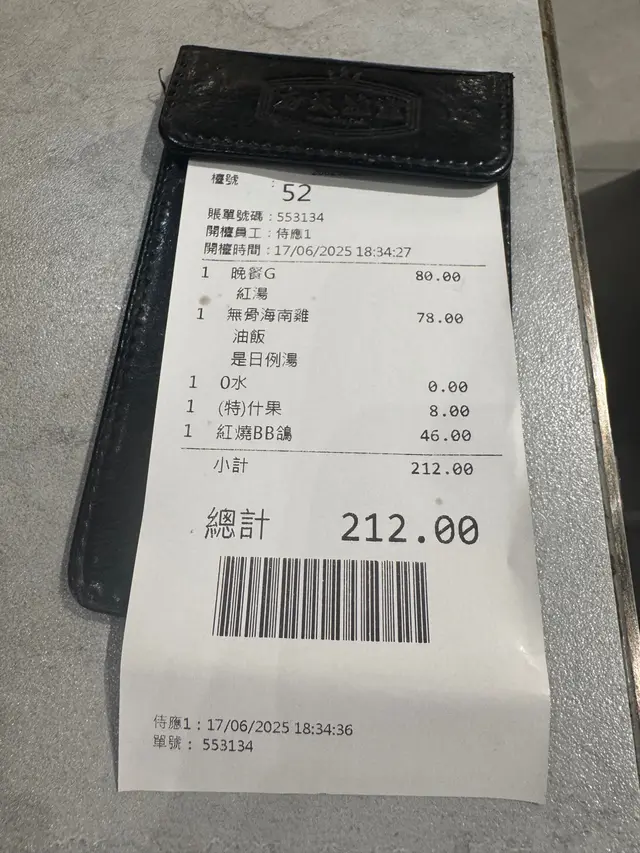 檯號 : 52
賬單號碼：553134
開檯員工：侍應1
開檯時間：17/06/2025 18:34:27
1 晚餐G 80.00
紅湯
1 無骨海南雞 78.00
油飯
是日例湯
1 0水 0.00
1 (特)什果 8.00
1 紅燒BB鴿 46.00
小計 212.00
總計 212.00
侍應1：17/06/2025 18:34:36
單號： 553134